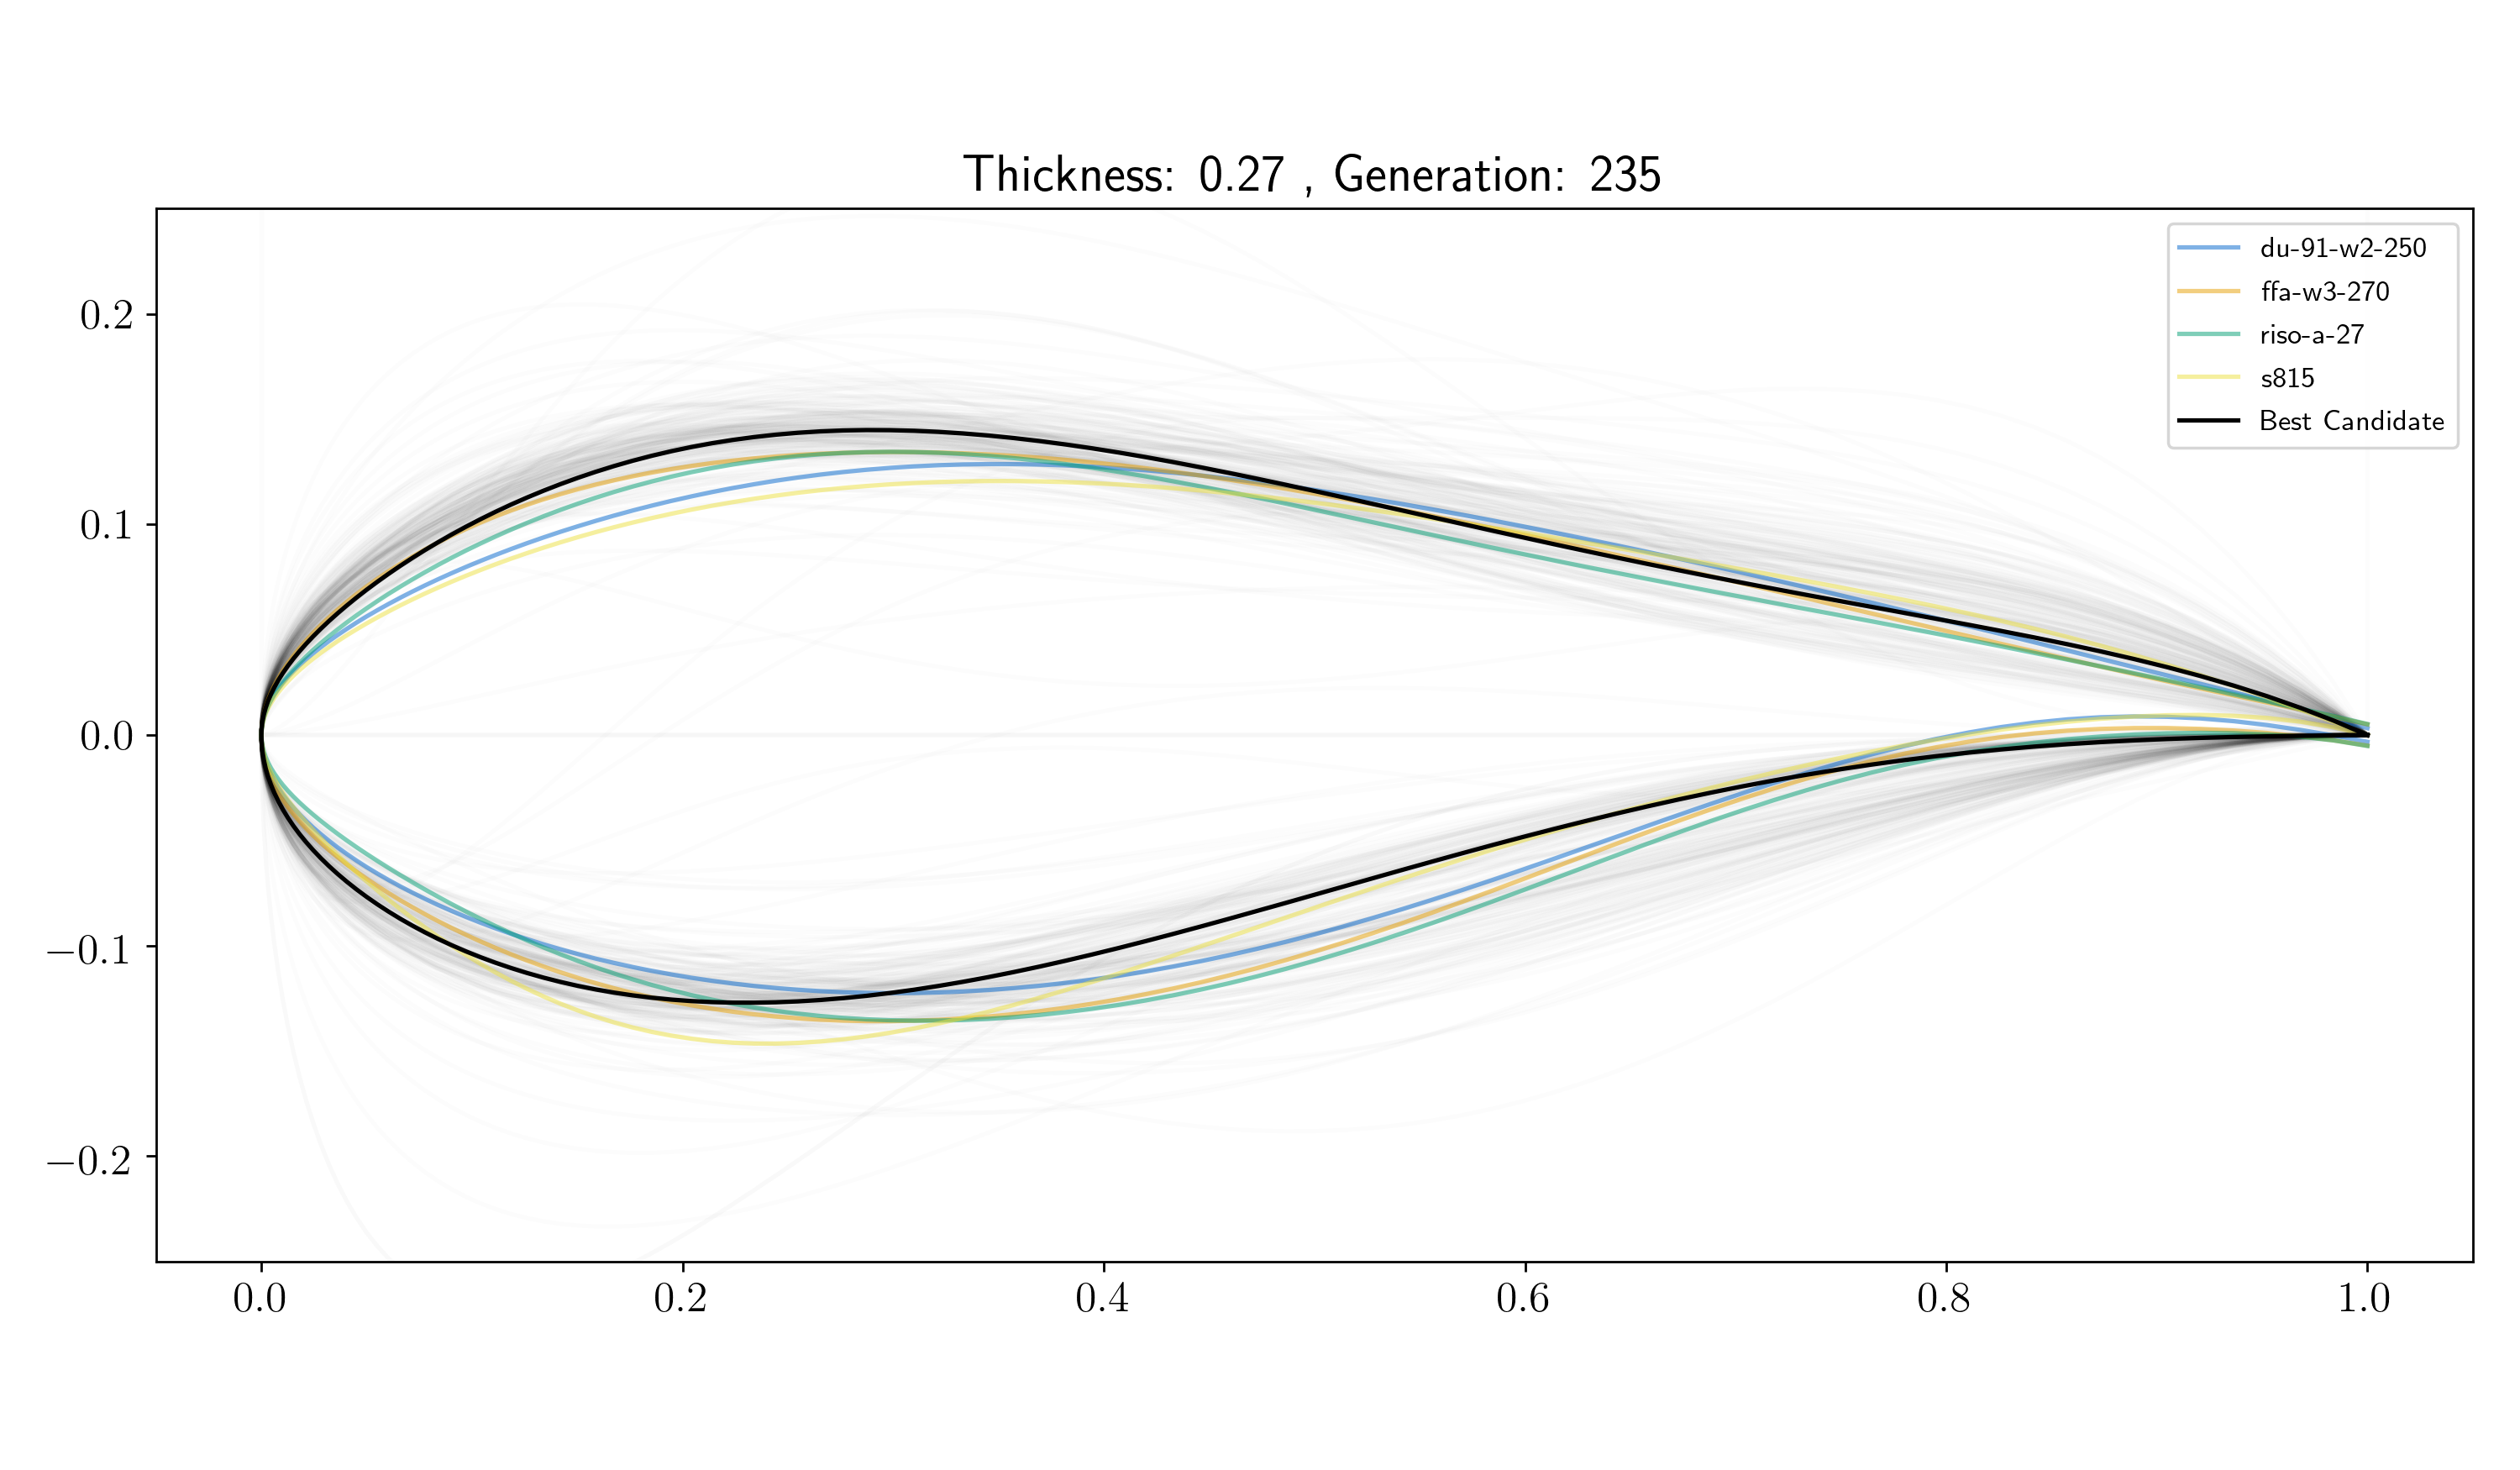 Thickness: 0.27 , Generation: 235
du-91-w2-250
ffa-w3-270
riso-a-27
s815
Best Candidate
0.2
0.1
0.0
−0.1
−0.2
0.0 0.2 0.4 0.6 0.8 1.0